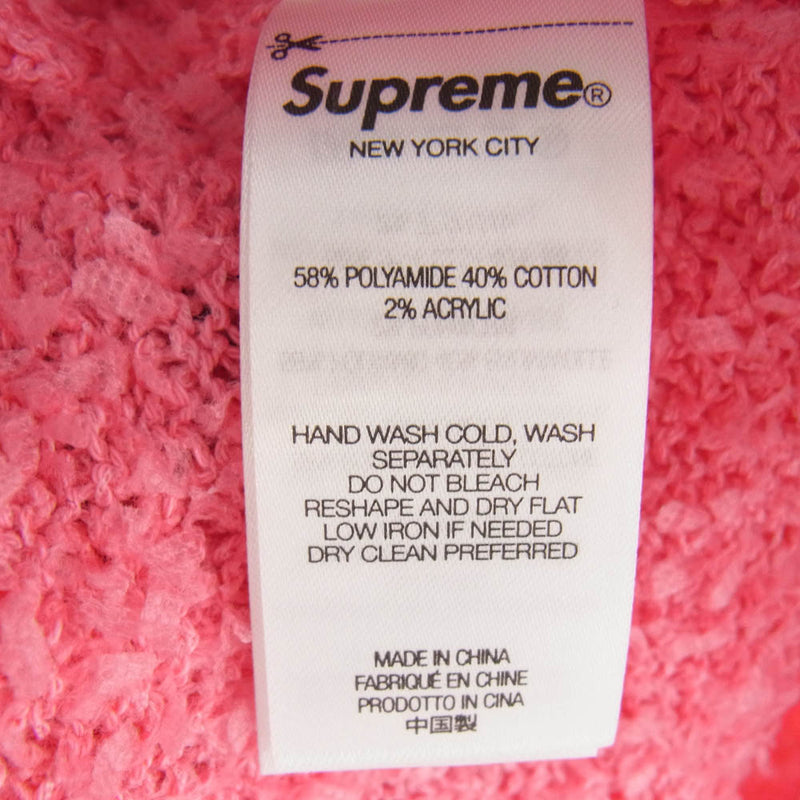 Supreme®
NEW YORK CITY
58% POLYAMIDE 40% COTTON
2% ACRYLIC
HAND WASH COLD, WASH
SEPARATELY
DO NOT BLEACH
RESHAPE AND DRY FLAT
LOW IRON IF NEEDED
DRY CLEAN PREFERRED
MADE IN CHINA
FABRIQUÉ EN CHINE
PRODOTTO IN CINA
中国製